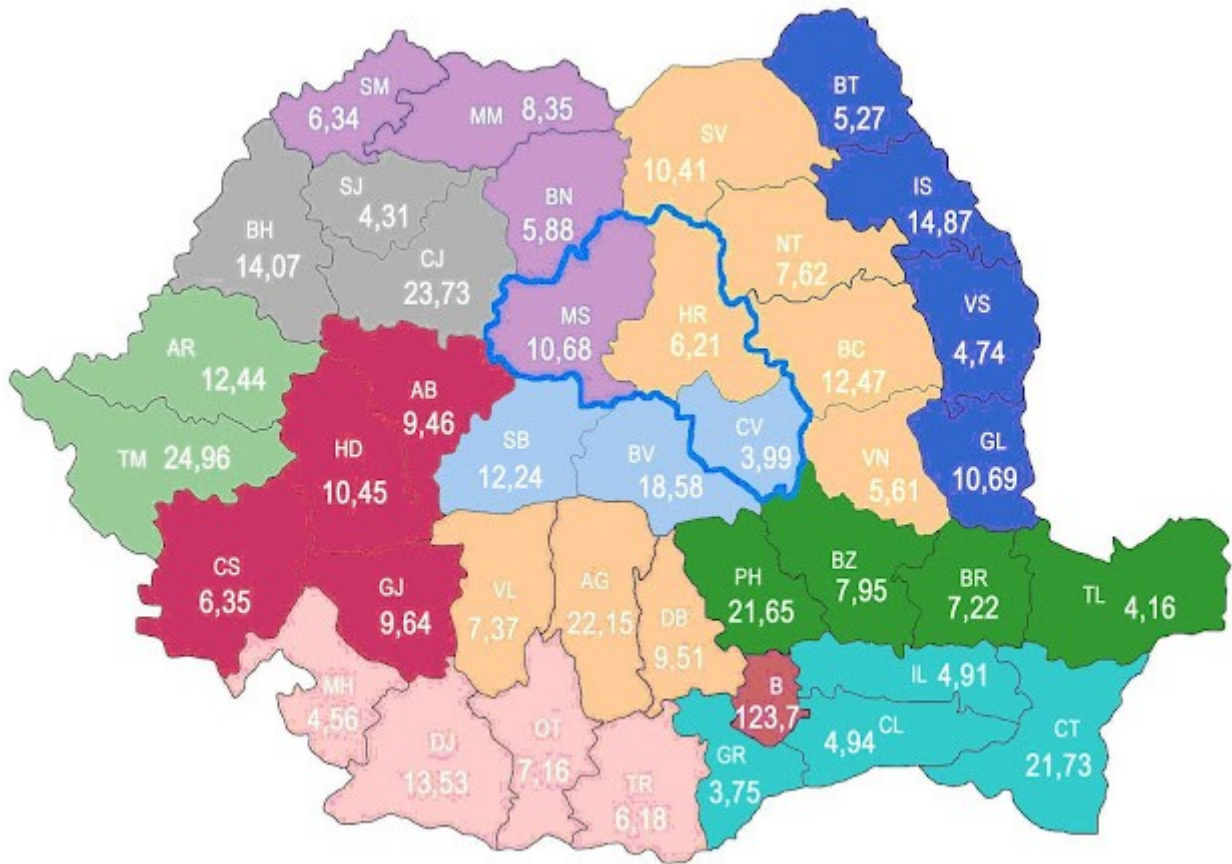 SM
6,34
MM 8,35
BT
5,27
SV
10,41
IS
14,87
SJ
4,31
BN
5,88
BH
14,07
CJ
23,73
NT
7,62
VS
4,74
MS
10,68
HR
6,21
BC
12,47
AR
12,44
AB
9,46
TM 24,96
HD
10,45
SB
12,24
BV
18,58
CV
3,99
VN
5,61
GL
10,69
CS
6,35
GJ
9,64
VL
7,37
AG
22,15
DB
9.51
PH
21,65
BZ
7,95
BR
7,22
TL 4,16
MH
4,56
DJ
13,53
OT
7,16
TR
6,18
B
123,7
IL 4,91
4,94 CL
GR
3,75
CT
21,73